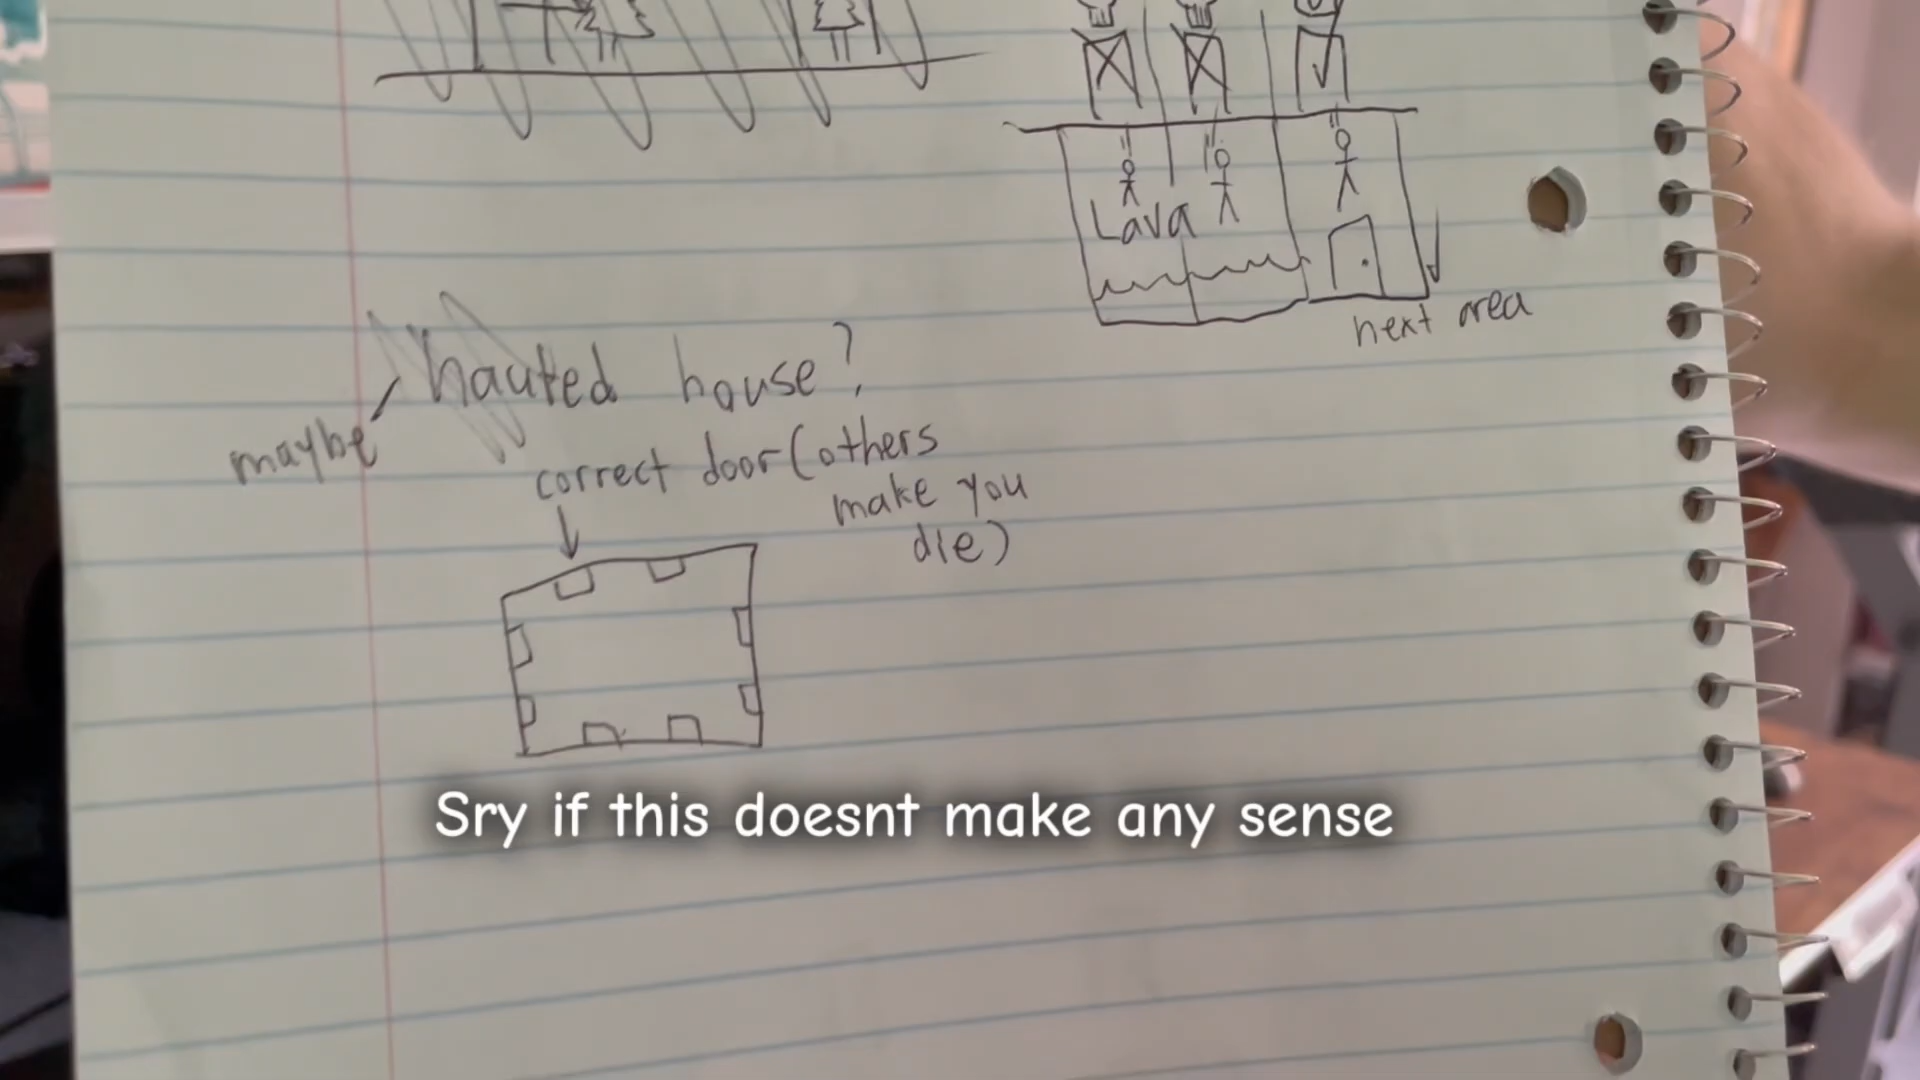 Lava
next area
hauted house?
maybe
correct door (others
make you
die)
Sry if this doesnt make any sense